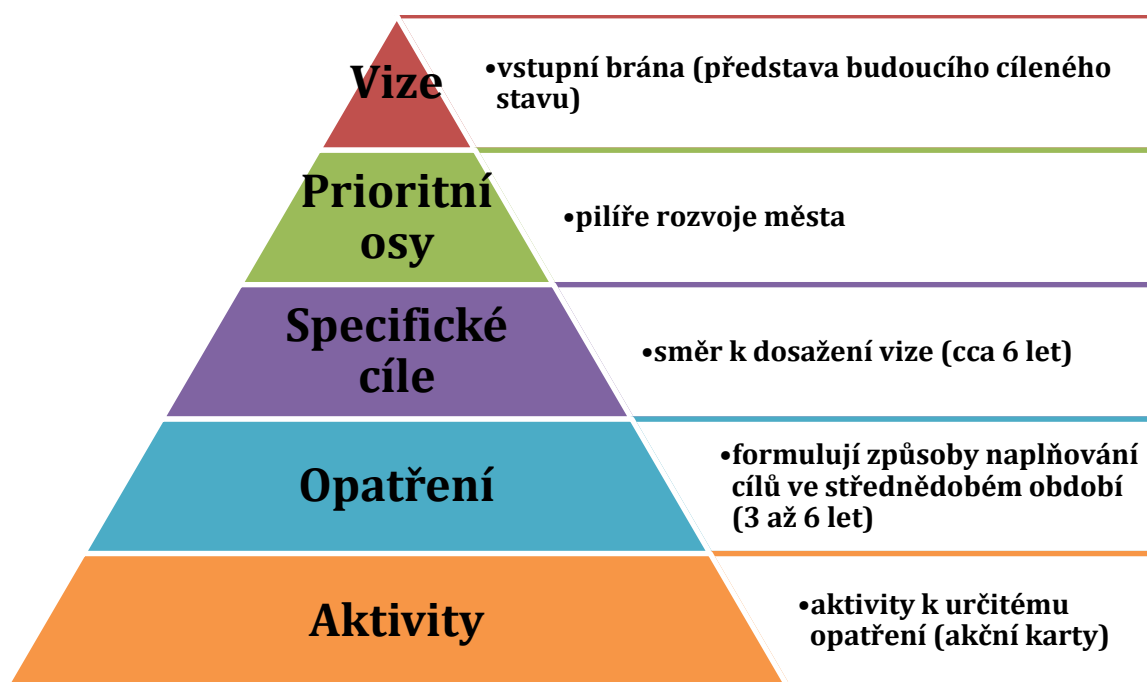 Vize
•vstupní brána (představa budoucího cíleného
stavu)
Prioritní
osy
•pilíře rozvoje města
Specifické
cíle
•směr k dosažení vize (cca 6 let)
Opatření
•formulují způsoby naplňování
cílů ve střednědobém období
(3 až 6 let)
Aktivity
•aktivity k určitému
opatření (akční karty)